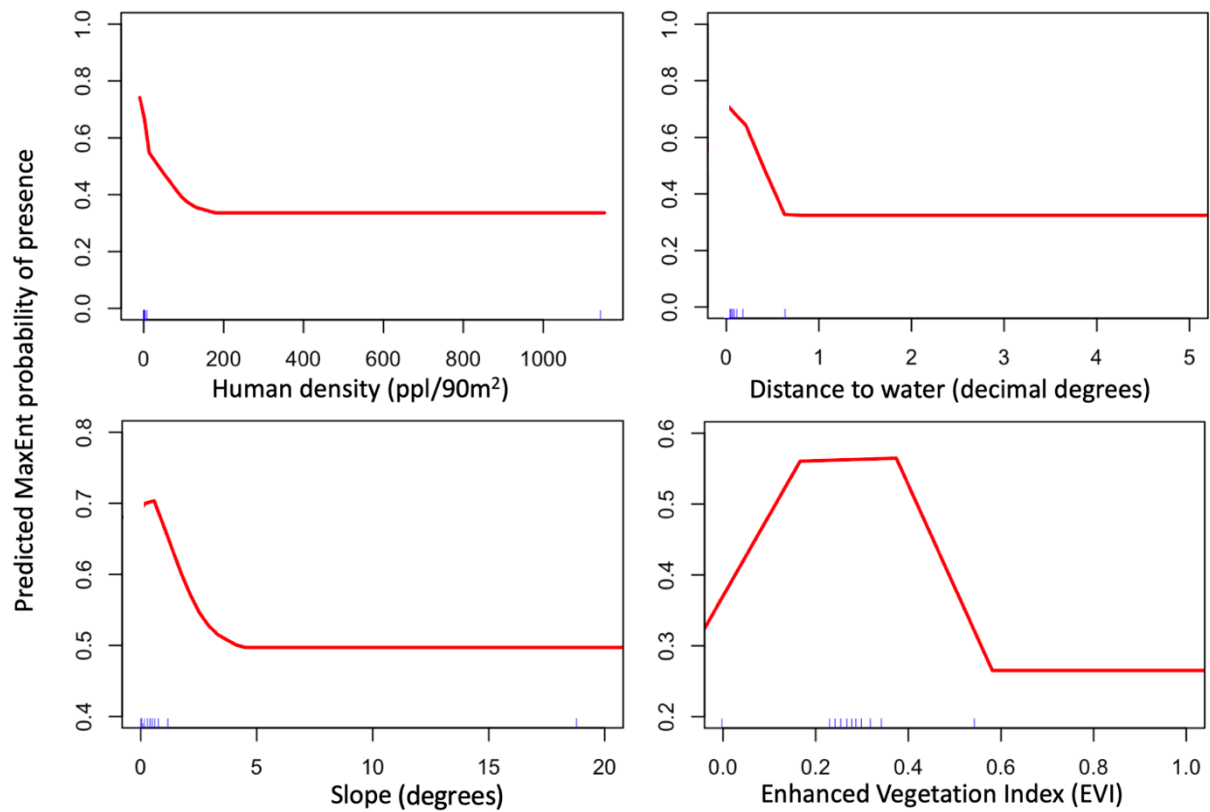 Predicted MaxEnt probability of presence
1.0
0.8
0.6
0.4
0.2
0.0
0 200 400 600 800 1000
Human density (ppl/90m²)
1.0
0.8
0.6
0.4
0.2
0.0
0 1 2 3 4 5
Distance to water (decimal degrees)
0.8
0.7
0.6
0.5
0.4
0 5 10 15 20
Slope (degrees)
0.6
0.5
0.4
0.3
0.2
0.0 0.2 0.4 0.6 0.8 1.0
Enhanced Vegetation Index (EVI)